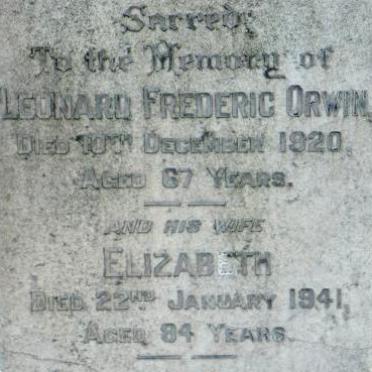 Sacred
To the Memory of
LEONARD FREDERIC ORWIN,
DIED 10TH DECEMBER 1920,
AGED 67 YEARS.
AND HIS WIFE
ELIZABETH
DIED 22ND JANUARY 1941,
AGED 84 YEARS.